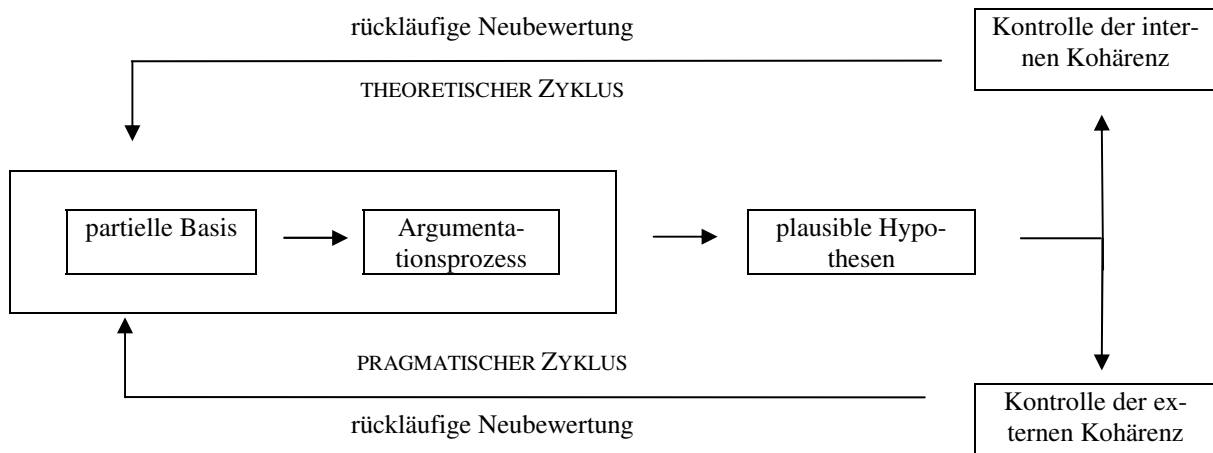 rückläufige Neubewertung
Kontrolle der inter-
nen Kohärenz
THEORETISCHER ZYKLUS
partielle Basis
Argumenta-
tionsprozess
plausible Hypo-
thesen
PRAGMATISCHER ZYKLUS
rückläufige Neubewertung
Kontrolle der ex-
ternen Kohärenz